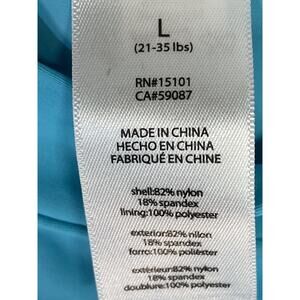 L
(21-35 lbs)
RN#15101
CA#59087
MADE IN CHINA
HECHO EN CHINA
FABRIQUÉ EN CHINE
shell:82% nylon
18% spandex
lining:100% polyester
exterior:82% nilon
18% spandex
forro:100% poliester
extérieur:82% nylon
18% spandex
doublure:100% polyester